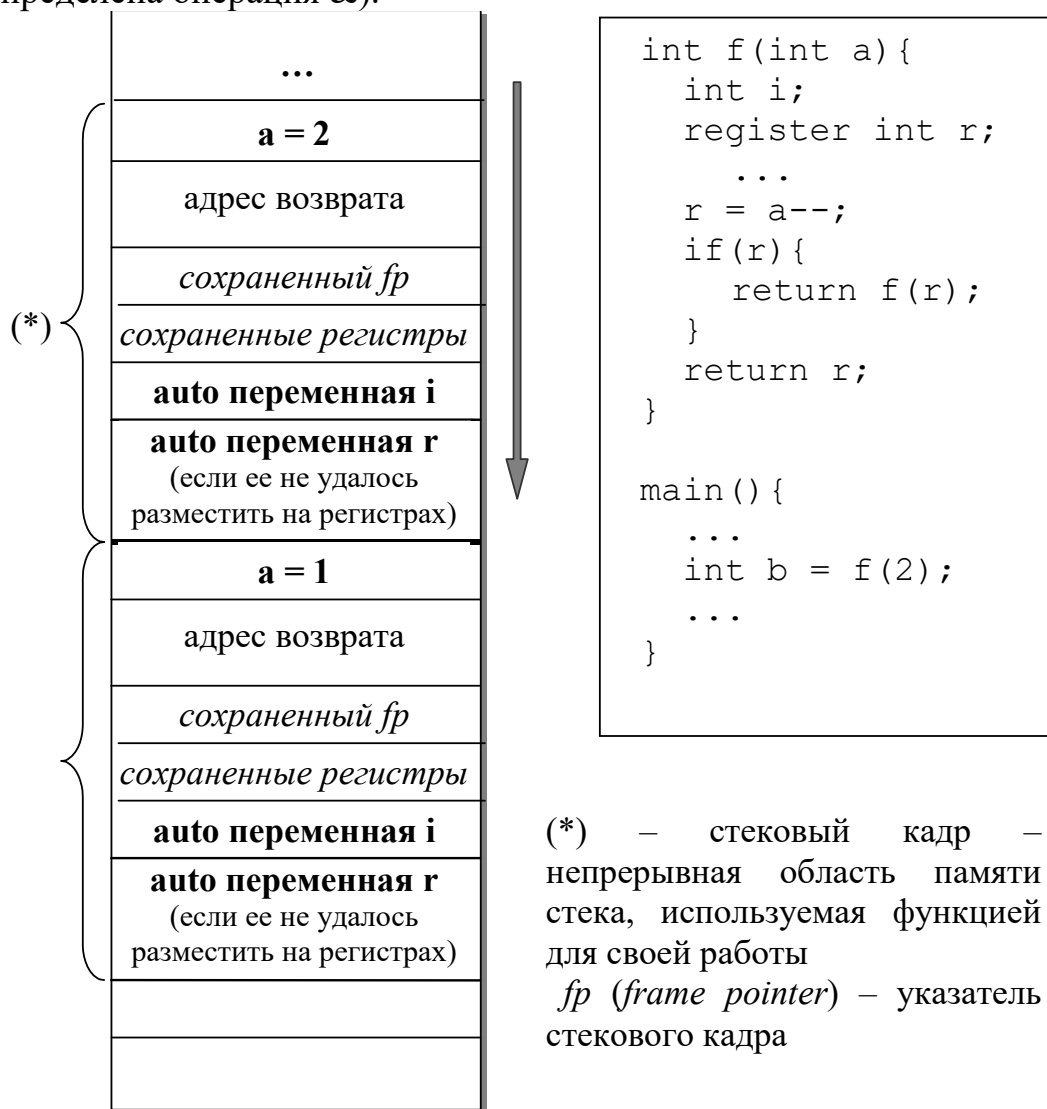 определена операция &).
...
a = 2
адрес возврата
сохраненный fp
(*)
сохраненные регистры
auto переменная i
auto переменная r
(если ее не удалось
разместить на регистрах)
a = 1
адрес возврата
сохраненный fp
сохраненные регистры
auto переменная i
auto переменная r
(если ее не удалось
разместить на регистрах)
int f(int a){
int i;
register int r;
...
r = a--;
if(r){
return f(r);
}
return r;
}
main(){
...
int b = f(2);
...
}
(*) – стековый кадр –
непрерывная область памяти
стека, используемая функцией
для своей работы
fp (frame pointer) – указатель
стекового кадра